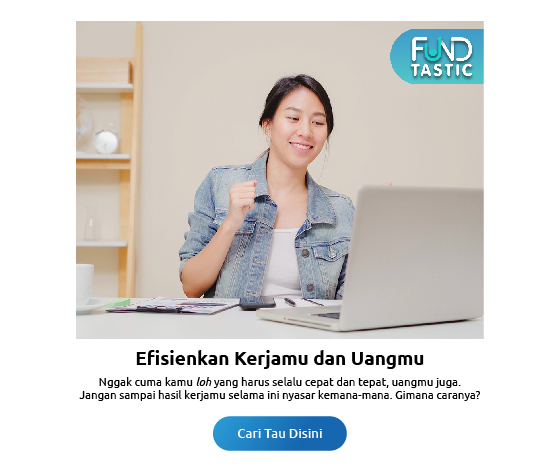 FUND
TASTIC
Efisienkan Kerjamu dan Uangmu
Nggak cuma kamu loh yang harus selalu cepat dan tepat, uangmu juga.
Jangan sampai hasil kerjamu selama ini nyasar kemana-mana. Gimana caranya?
Cari Tau Disini